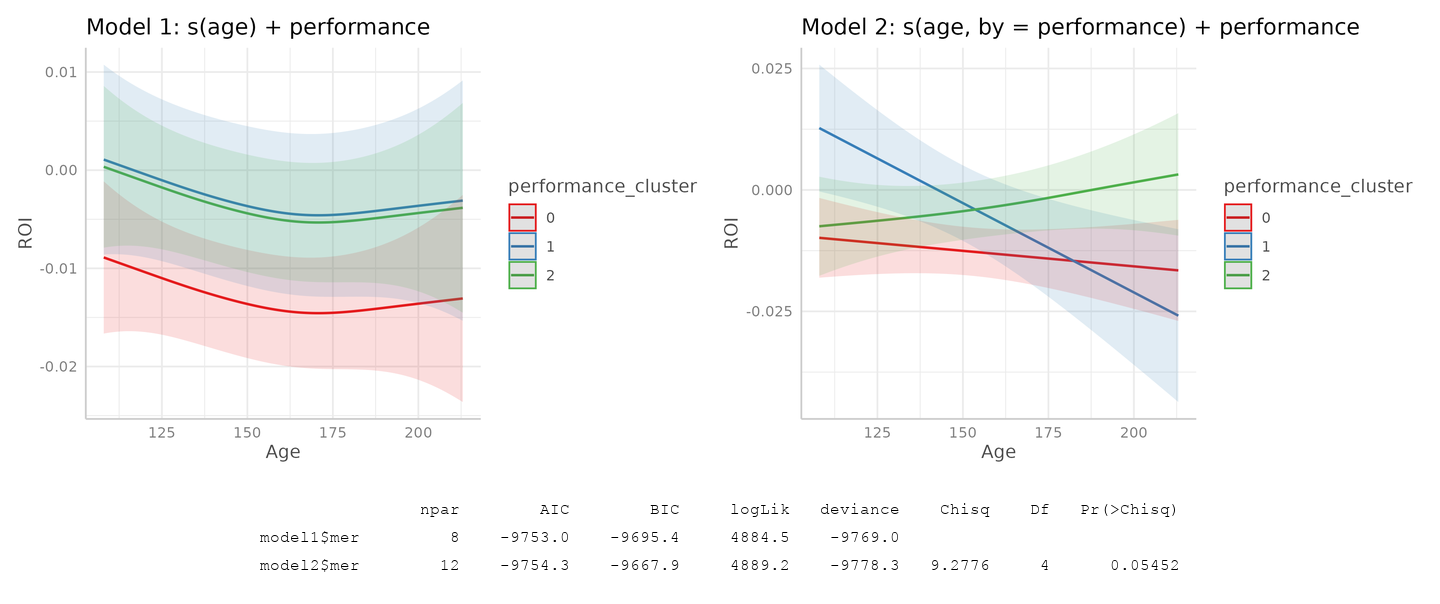 Model 1: s(age) + performance
0.01
0.00
-0.01
-0.02
ROI
125 150 175 200
Age
performance_cluster
0
1
2
Model 2: s(age, by = performance) + performance
0.025
0.000
-0.025
ROI
125 150 175 200
Age
performance_cluster
0
1
2
npar AIC BIC logLik deviance Chisq Df Pr(>Chisq)
model1$mer 8 -9753.0 -9695.4 4884.5 -9769.0
model2$mer 12 -9754.3 -9667.9 4889.2 -9778.3 9.2776 4 0.05452